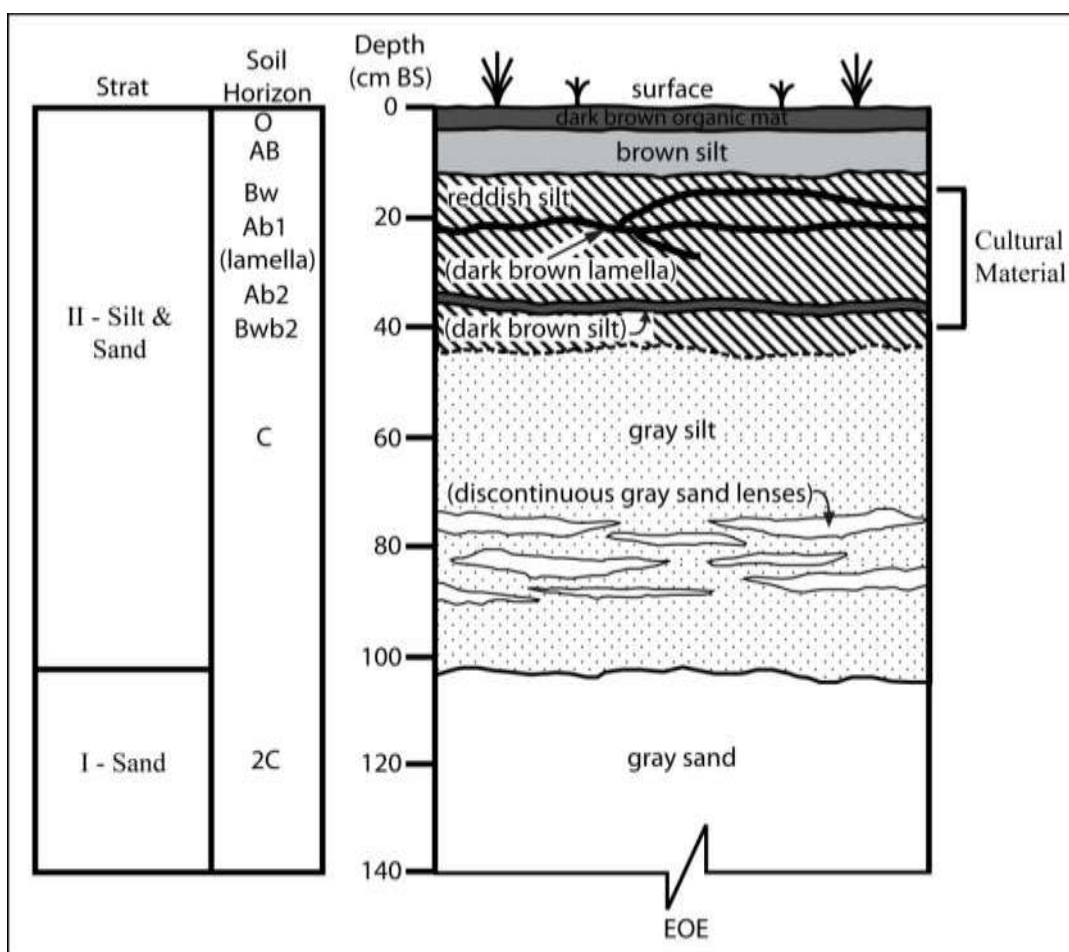 Strat
Soil
Horizon
Depth
(cm BS)
surface
0
20
40
60
80
100
120
140
II - Silt &
Sand
I - Sand
O
AB
Bw
Ab1
(lamella)
Ab2
Bwb2
C
2C
dark brown organic mat
brown silt
reddish silt
(dark brown lamella)
(dark brown silt)
gray silt
(discontinuous gray sand lenses)
gray sand
EOE
Cultural
Material